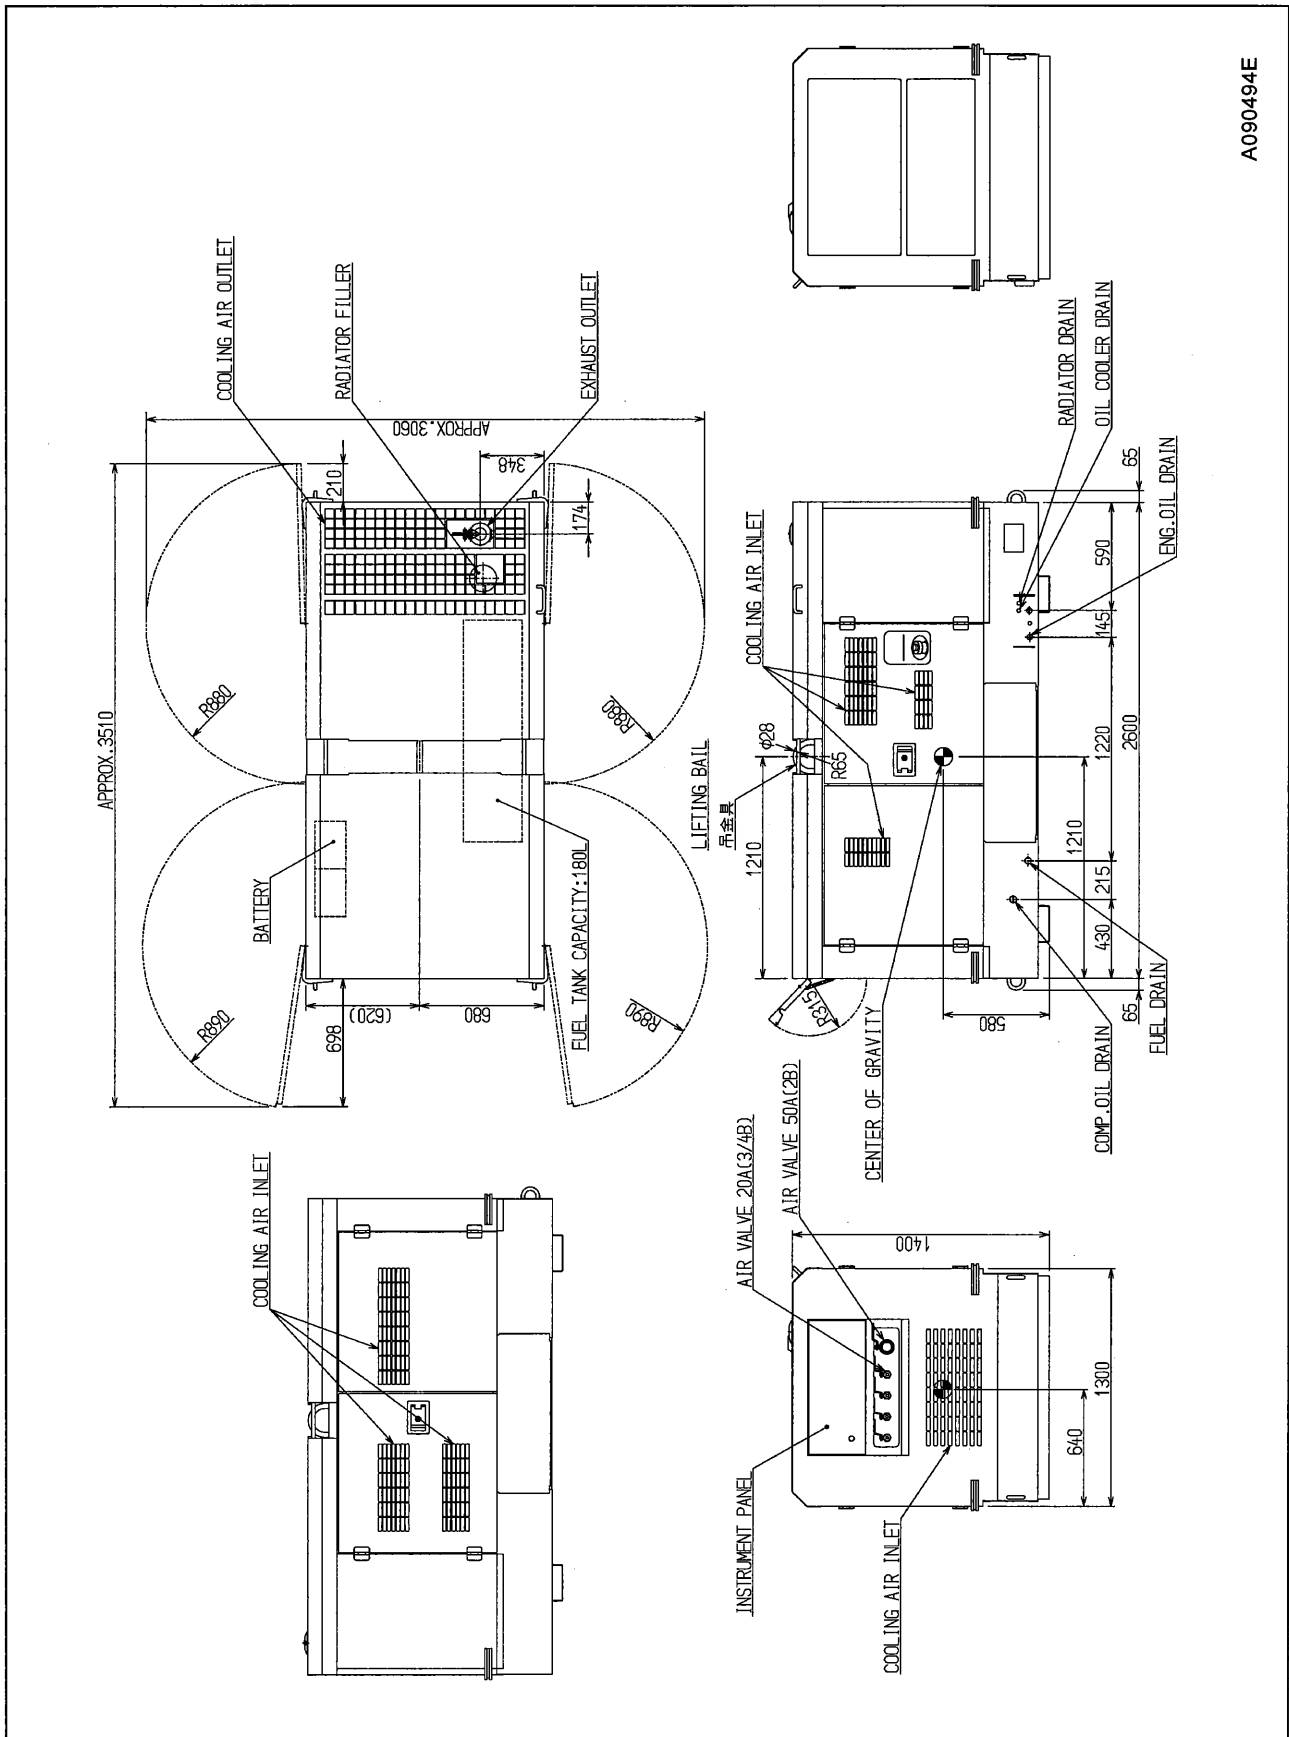 A090494E
COOLING AIR OUTLET
RADIATOR FILLER
EXHAUST OUTLET
APPROX.3510
APPROX.3060
210
348
174
R880
R880
R890
R890
698
(620)
680
BATTERY
FUEL TANK CAPACITY:180L
COOLING AIR INLET
LIFTING BAIL
吊金具
1210
φ28
R65
COOLING AIR INLET
R315
580
CENTER OF GRAVITY
RADIATOR DRAIN
OIL COOLER DRAIN
ENG.OIL DRAIN
65
590
145
1220
2600
1210
215
430
65
FUEL DRAIN
COMP.OIL DRAIN
AIR VALVE 20A(3/4B)
AIR VALVE 50A(2B)
INSTRUMENT PANEL
COOLING AIR INLET
1400
1300
640